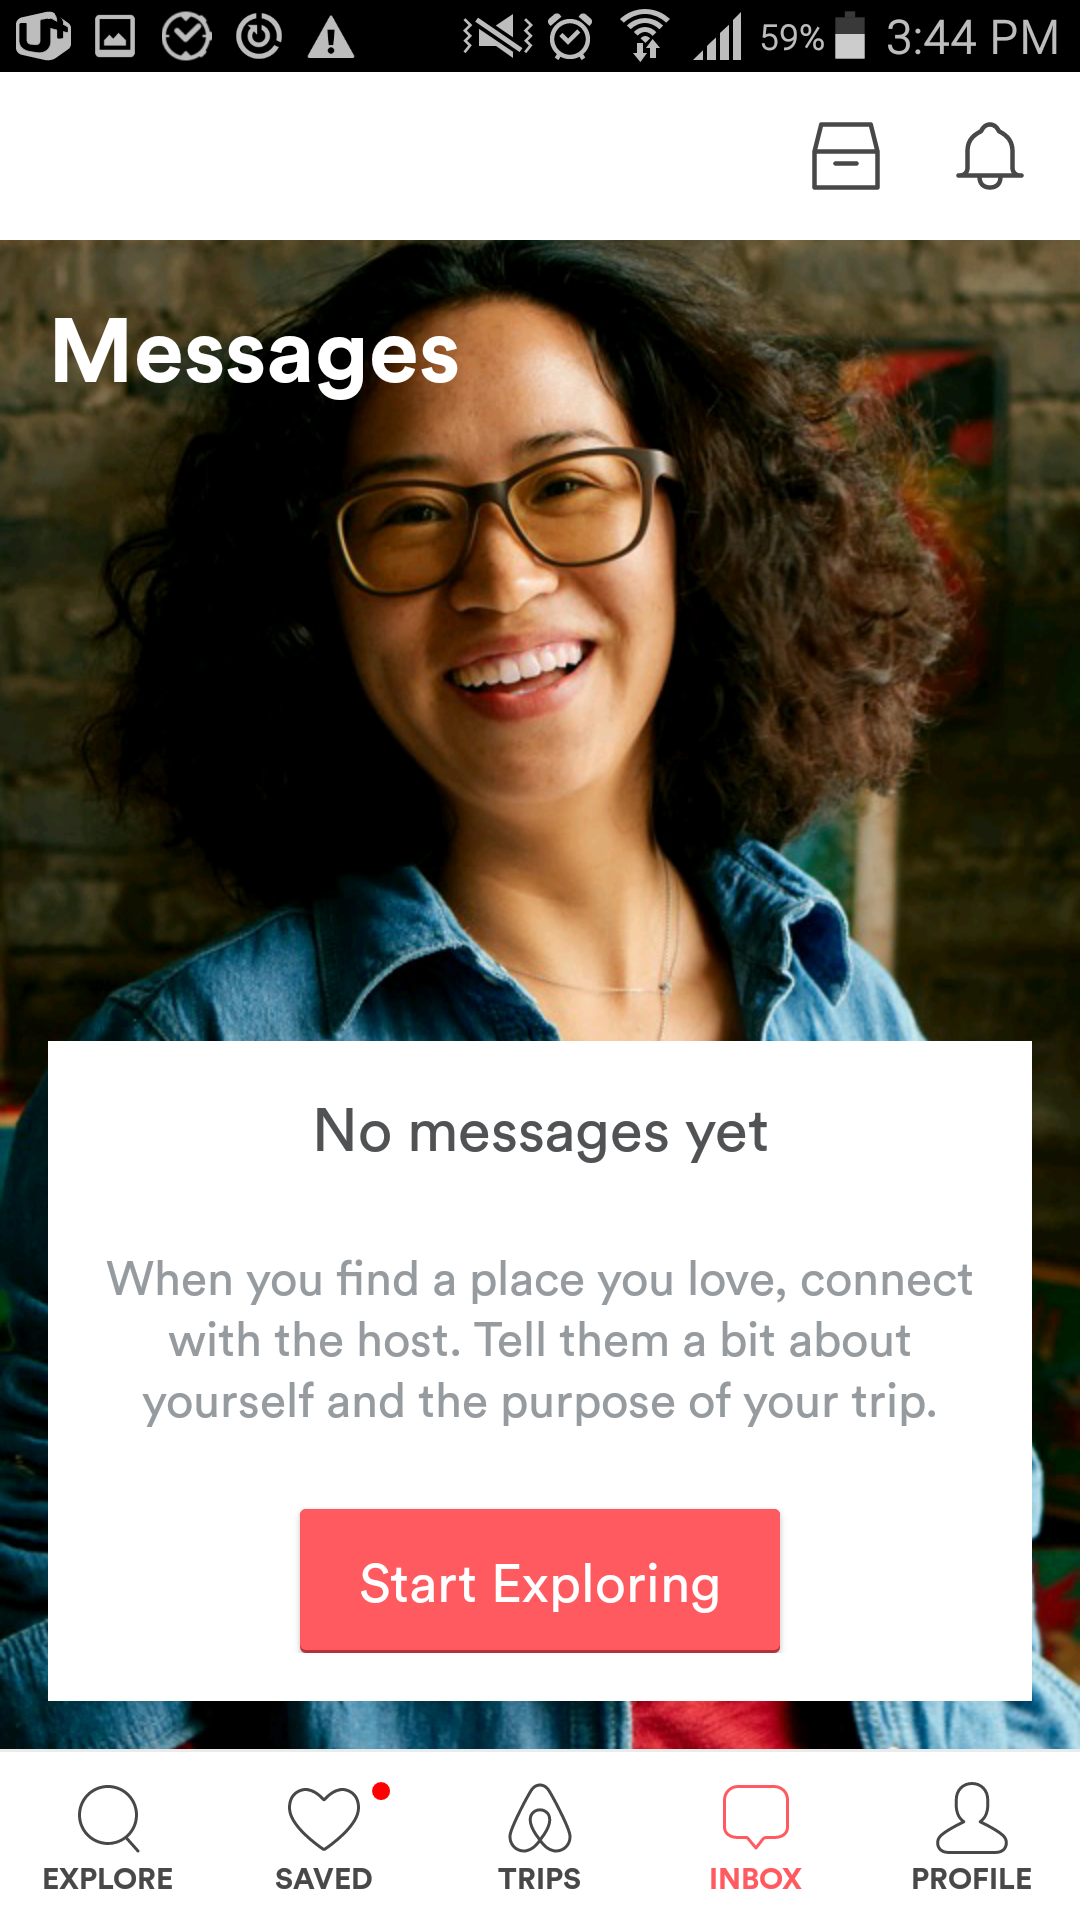 U+
59% 3:44 PM
Messages
No messages yet
When you find a place you love, connect
with the host. Tell them a bit about
yourself and the purpose of your trip.
Start Exploring
EXPLORE SAVED TRIPS INBOX PROFILE